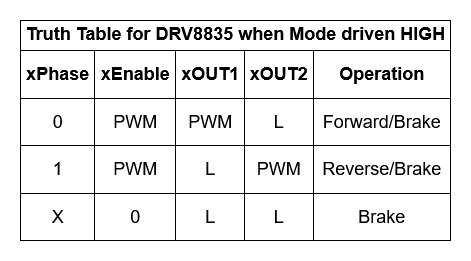 Truth Table for DRV8835 when Mode driven HIGH
xPhase xEnable xOUT1 xOUT2 Operation
0 PWM PWM L Forward/Brake
1 PWM L PWM Reverse/Brake
X 0 L L Brake